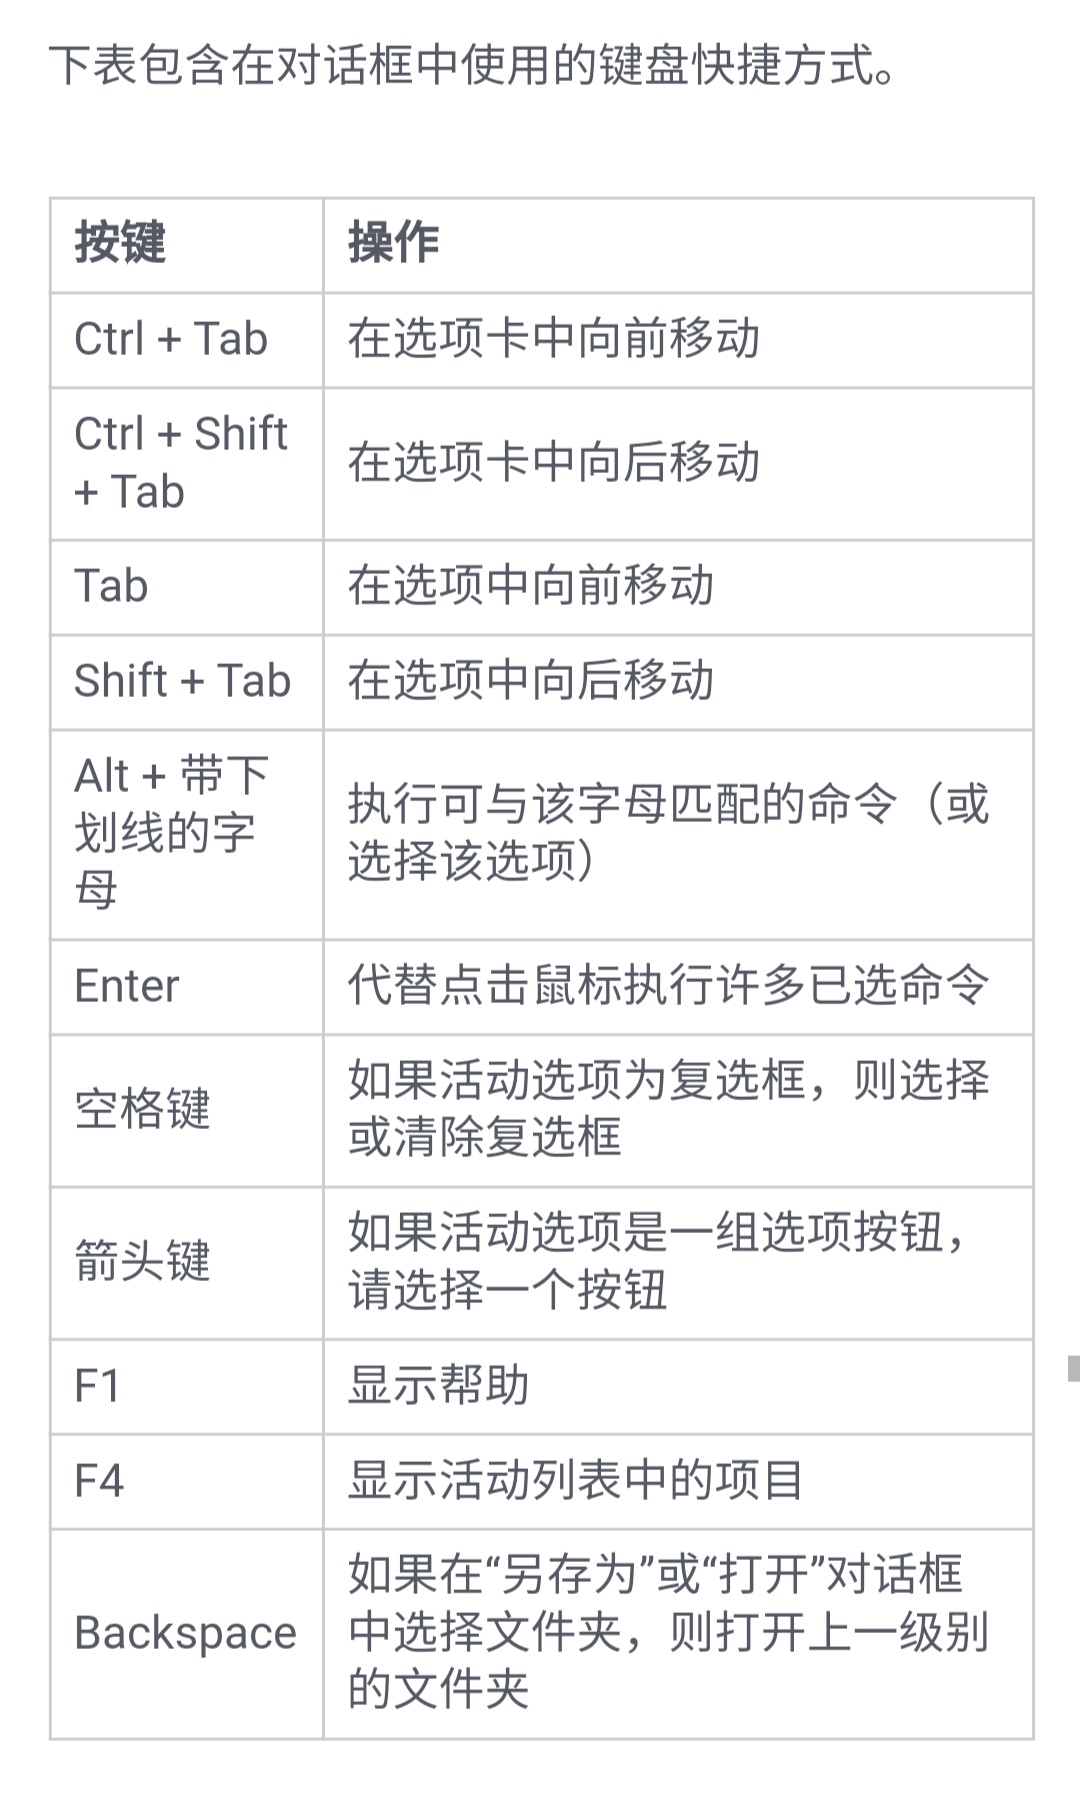 下表包含在对话框中使用的键盘快捷方式。
按键
操作
Ctrl + Tab
在选项卡中向前移动
Ctrl + Shift
+ Tab
在选项卡中向后移动
Tab
在选项中向前移动
Shift + Tab
在选项中向后移动
Alt + 带下
划线的字
母
执行可与该字母匹配的命令（或
选择该选项）
Enter
代替点击鼠标执行许多已选命令
空格键
如果活动选项为复选框，则选择
或清除复选框
箭头键
如果活动选项是一组选项按钮，
请选择一个按钮
F1
显示帮助
F4
显示活动列表中的项目
Backspace
如果在“另存为”或“打开”对话框
中选择文件夹，则打开上一级别
的文件夹